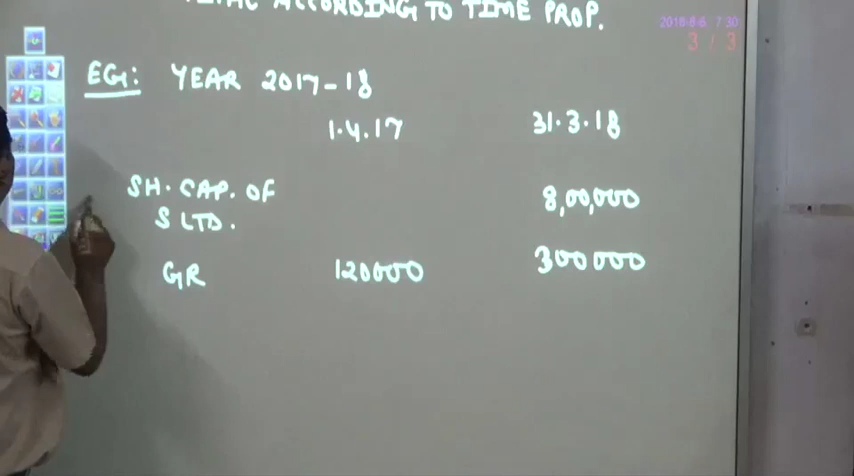 ACCORDING TO TIME PROP.
2018-6-6 7 30
3 / 3
EG: YEAR 2017-18
1.4.17 31.3.18
SH. CAP. OF
S LTD. 8,00,000
GR 120000 300000